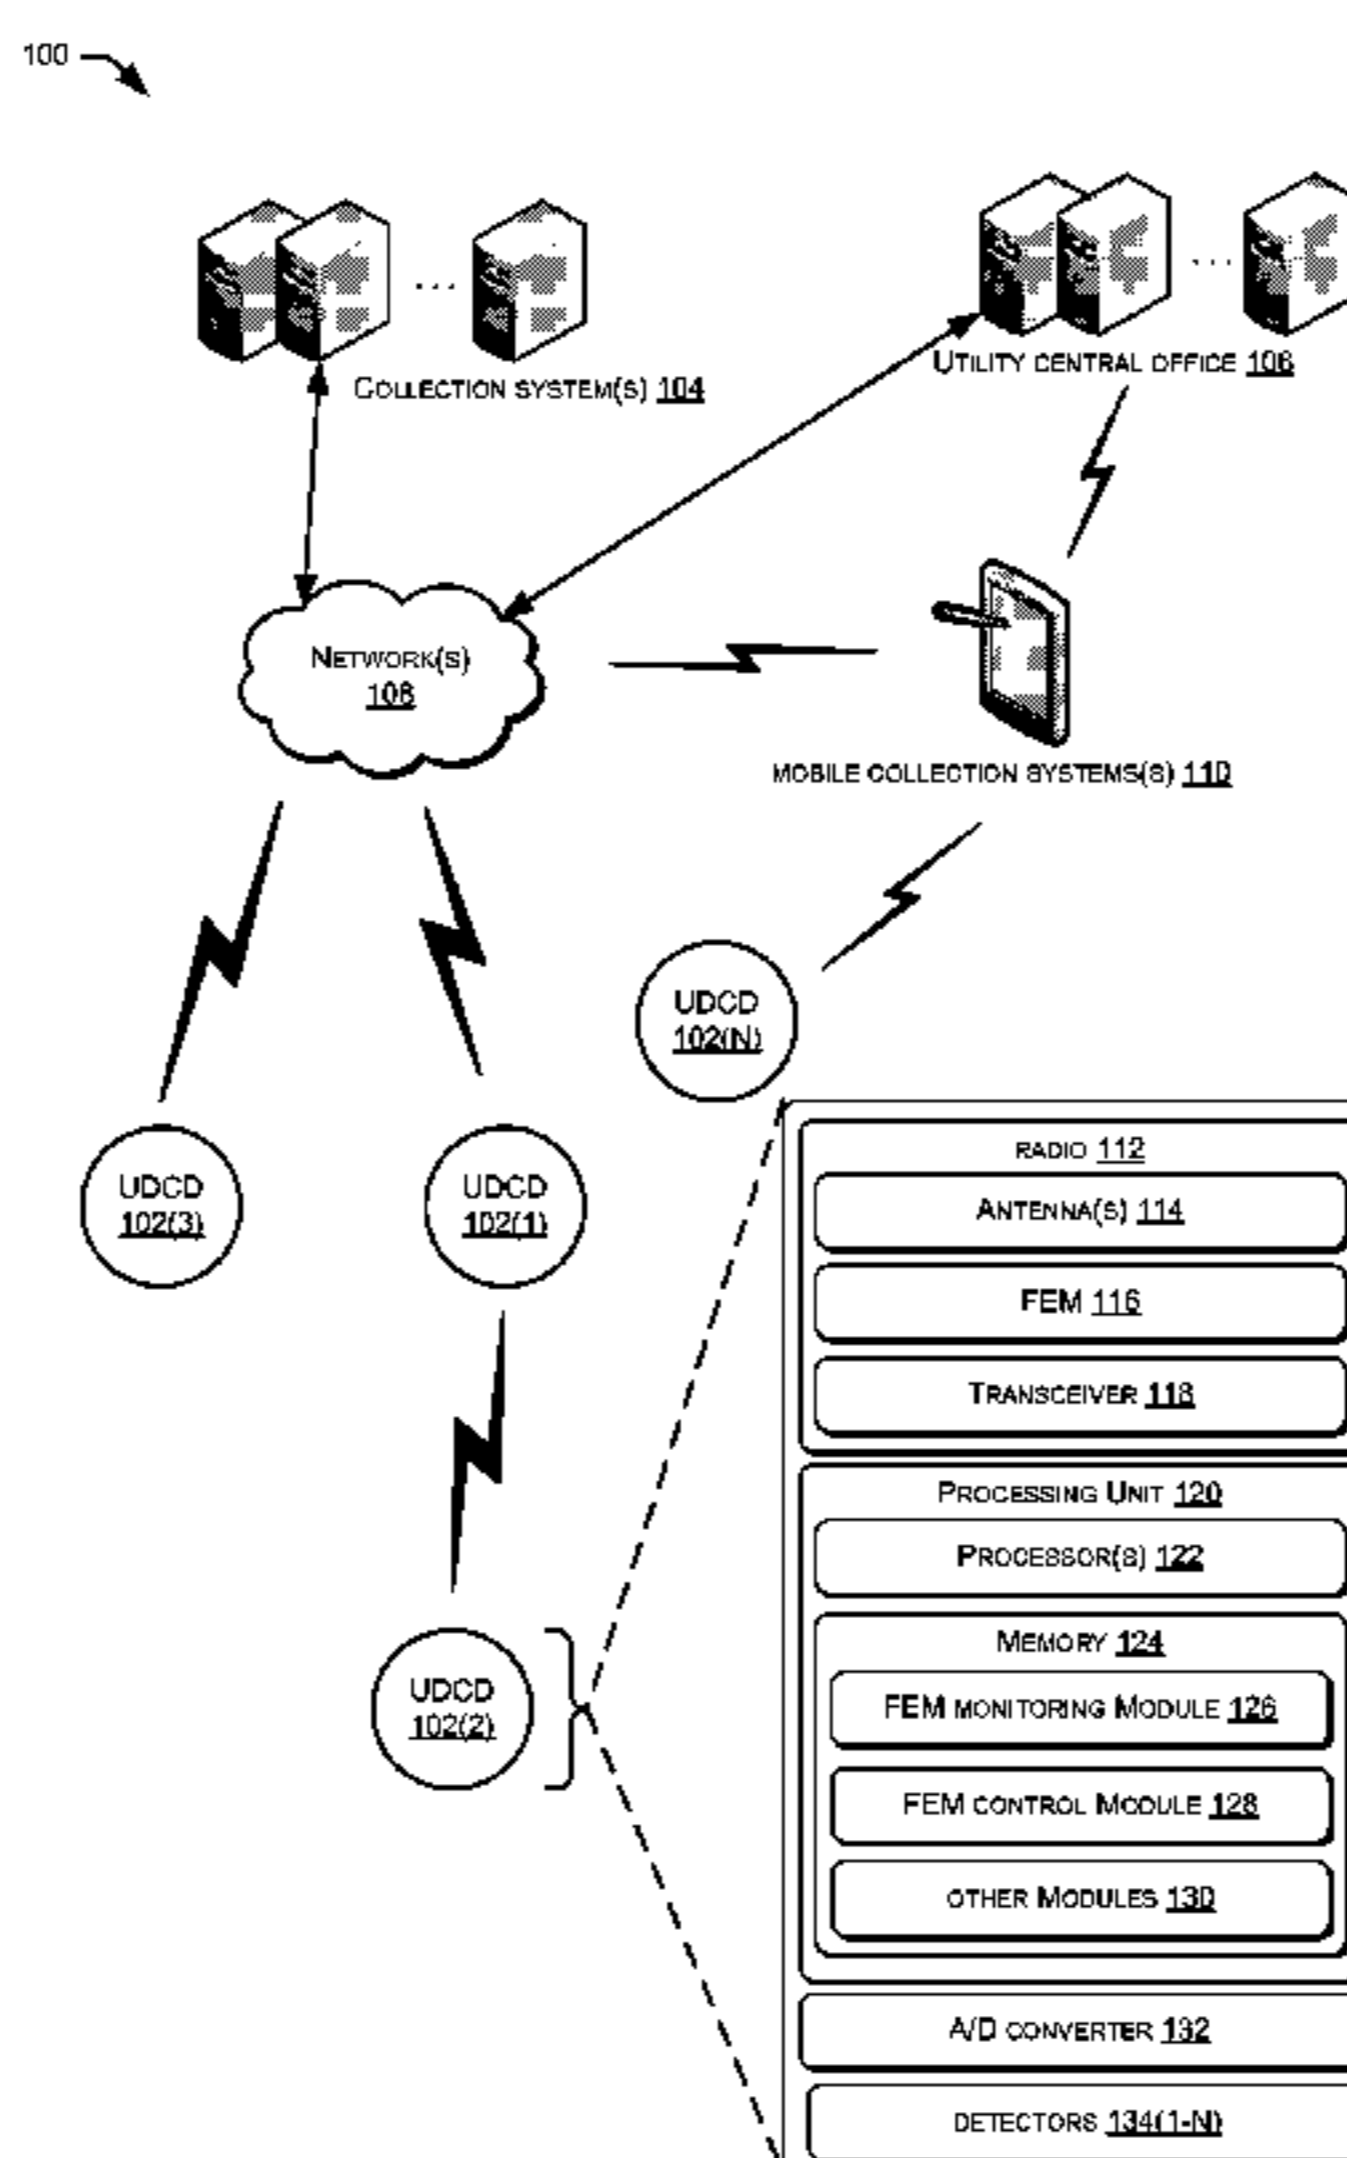 100
COLLECTION SYSTEM(S) 104
UTILITY CENTRAL OFFICE 106
NETWORK(S)
108
MOBILE COLLECTION SYSTEMS(S) 110
UDCD
102(N)
UDCD
102(3)
UDCD
102(1)
UDCD
102(2)
RADIO 112
ANTENNA(S) 114
FEM 116
TRANSCEIVER 118
PROCESSING UNIT 120
PROCESSOR(S) 122
MEMORY 124
FEM MONITORING MODULE 126
FEM CONTROL MODULE 128
OTHER MODULES 130
A/D CONVERTER 132
DETECTORS 134(1-N)